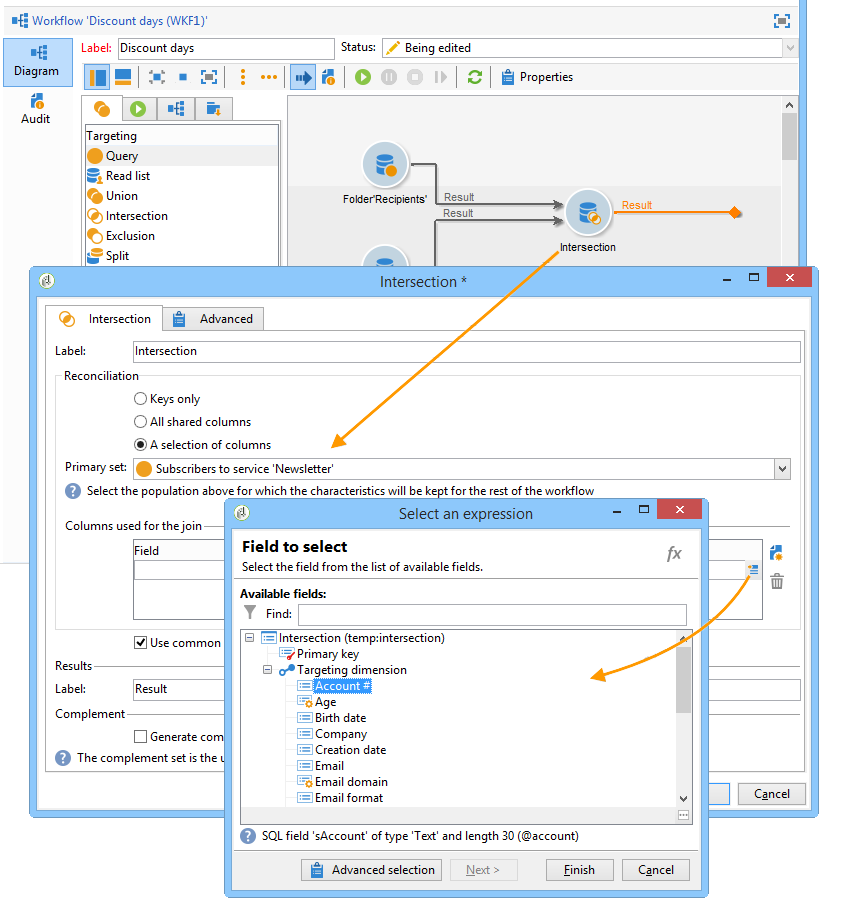 Workflow 'Discount days (WKF1)'
Label: Discount days Status: Being edited
Diagram
Properties
Audit
Targeting
Query
Read list
Union
Intersection
Exclusion
Split
Folder'Recipients'
Result
Result
Result
Intersection
Intersection *
Intersection Advanced
Label: Intersection
Reconciliation
Keys only
All shared columns
A selection of columns
Primary set: Subscribers to service 'Newsletter'
Select the population above for which the characteristics will be kept for the rest of the workflow
Columns used for the join
Field
Use common
Results
Label: Result
Complement
Generate com
The complement set is the u
Cancel
Select an expression
Field to select
fx
Select the field from the list of available fields.
Available fields:
Find:
Intersection (temp:intersection)
Primary key
Targeting dimension
Account #
Age
Birth date
Company
Creation date
Email
Email domain
Email format
SQL field 'sAccount' of type 'Text' and length 30 (@account)
Advanced selection Next > Finish Cancel